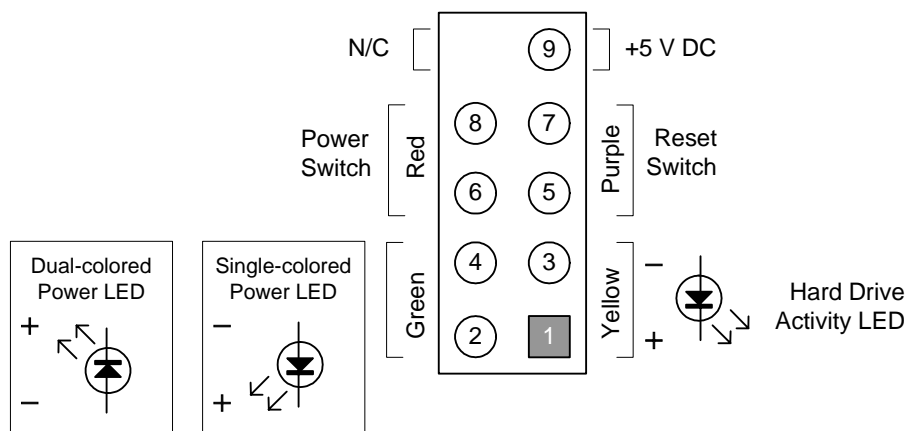 N/C
9
+5 V DC
8
7
Power
Switch
Red
Purple
Reset
Switch
6
5
Dual-colored
Power LED
+
−
Single-colored
Power LED
−
+
Green
4
3
2
1
Yellow
−
+
Hard Drive
Activity LED